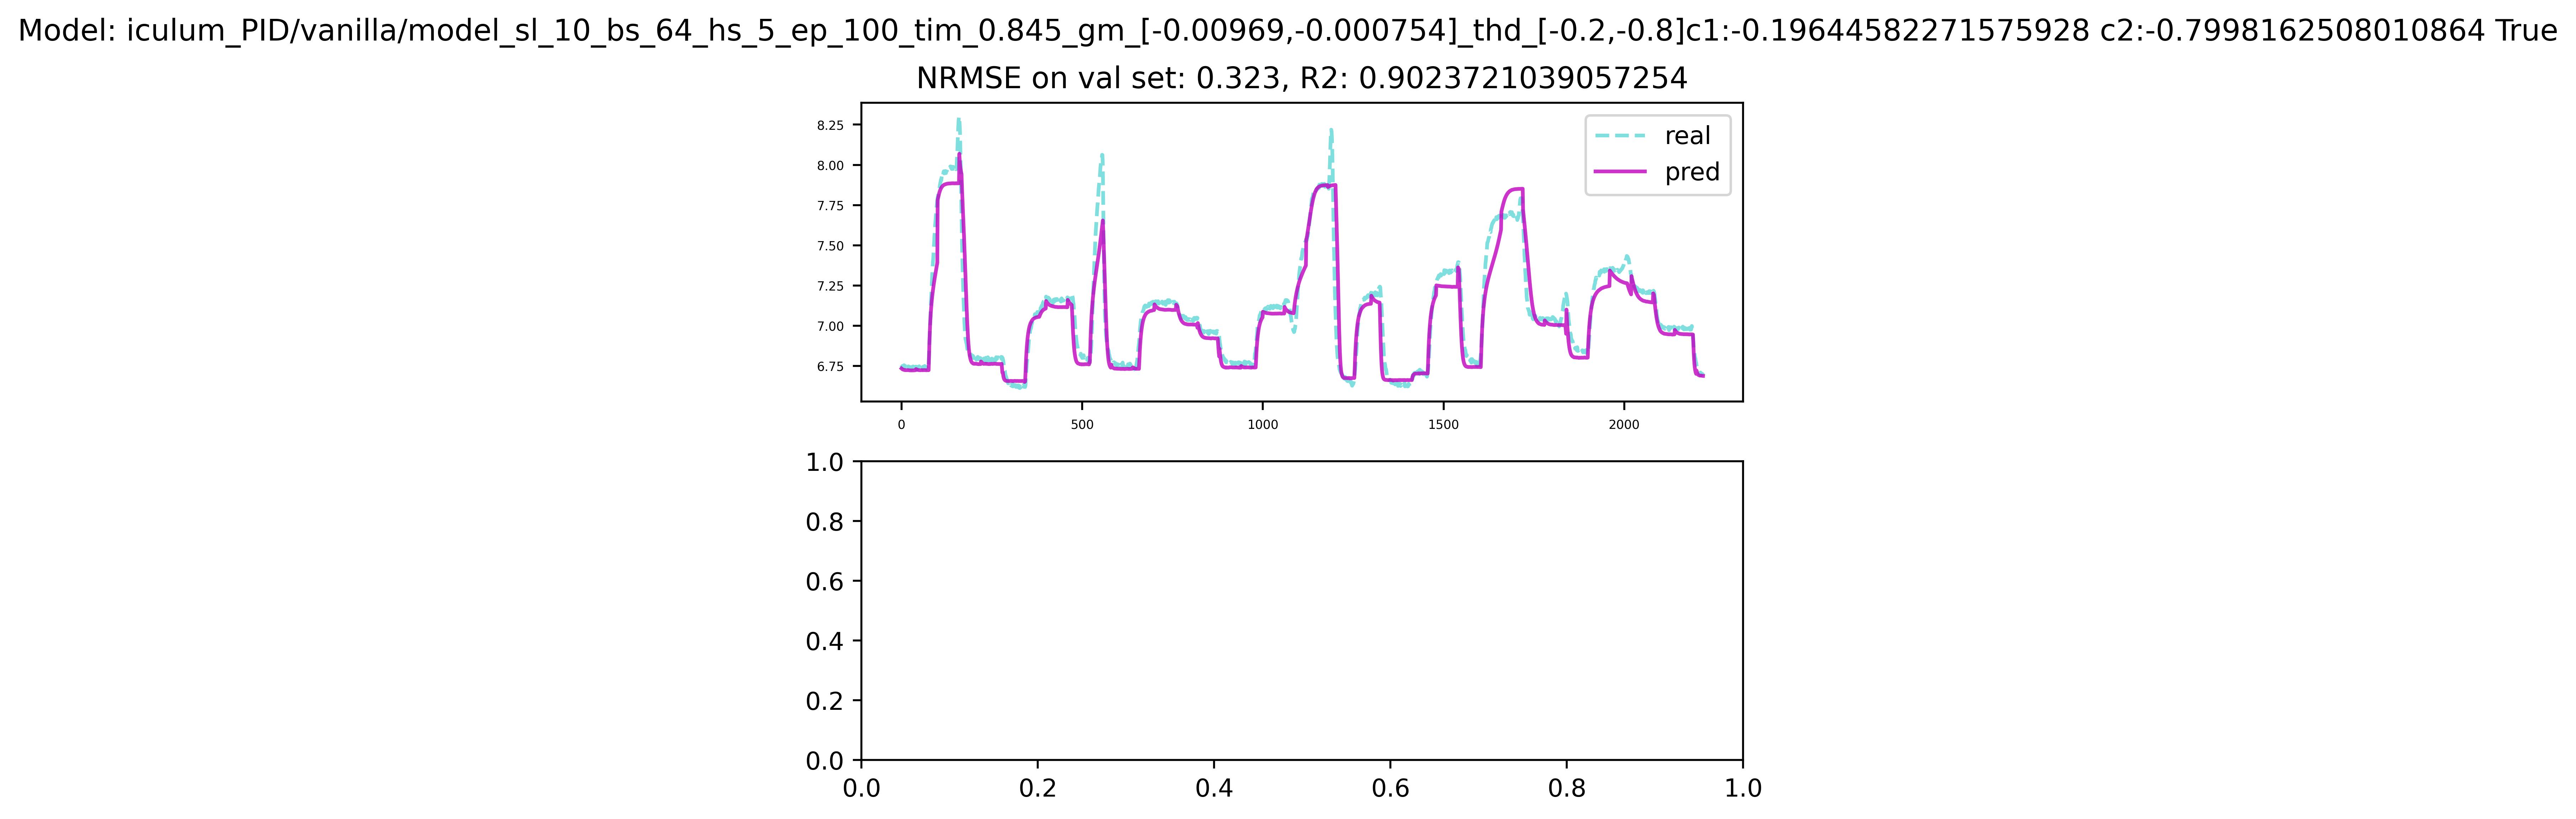 Model: iculum_PID/vanilla/model_sl_10_bs_64_hs_5_ep_100_tim_0.845_gm_[-0.00969,-0.000754]_thd_[-0.2,-0.8]c1:-0.19644582271575928 c2:-0.7998162508010864 True
NRMSE on val set: 0.323, R2: 0.9023721039057254
real
pred
8.25
8.00
7.75
7.50
7.25
7.00
6.75
0 500 1000 1500 2000
1.0
0.8
0.6
0.4
0.2
0.0
0.0 0.2 0.4 0.6 0.8 1.0